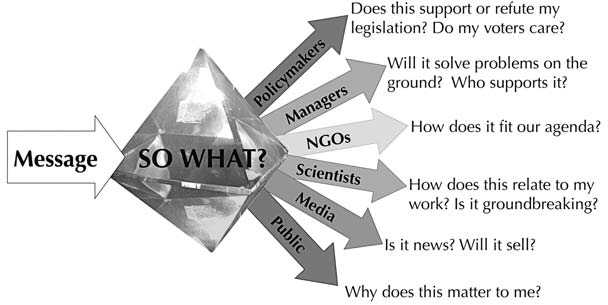 Message
SO WHAT?
Policymakers
Does this support or refute my
legislation? Do my voters care?
Managers
Will it solve problems on the
ground?  Who supports it?
NGOs
How does it fit our agenda?
Scientists
How does this relate to my
work? Is it groundbreaking?
Media
Is it news? Will it sell?
Public
Why does this matter to me?